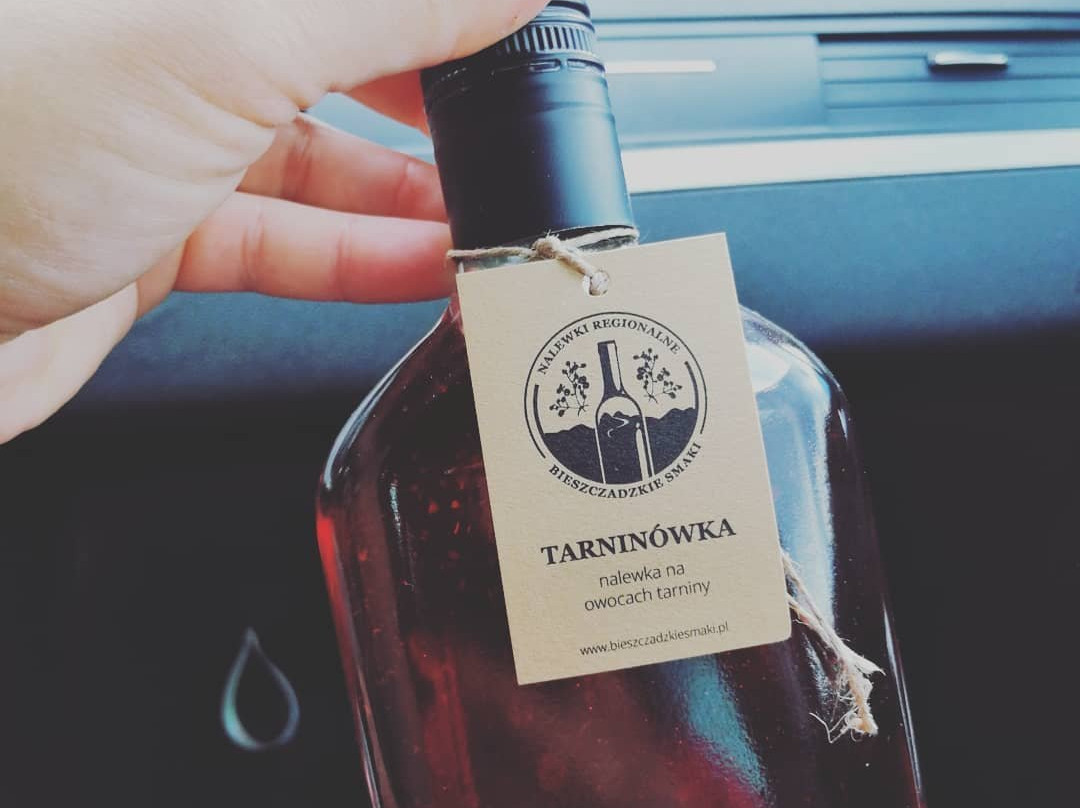 NALEWKI REGIONALNE
BIESZCZADZKIE SMAKI
TARNINÓWKA
nalewka na
owocach tarniny
www.bieszczadzkiesmaki.pl